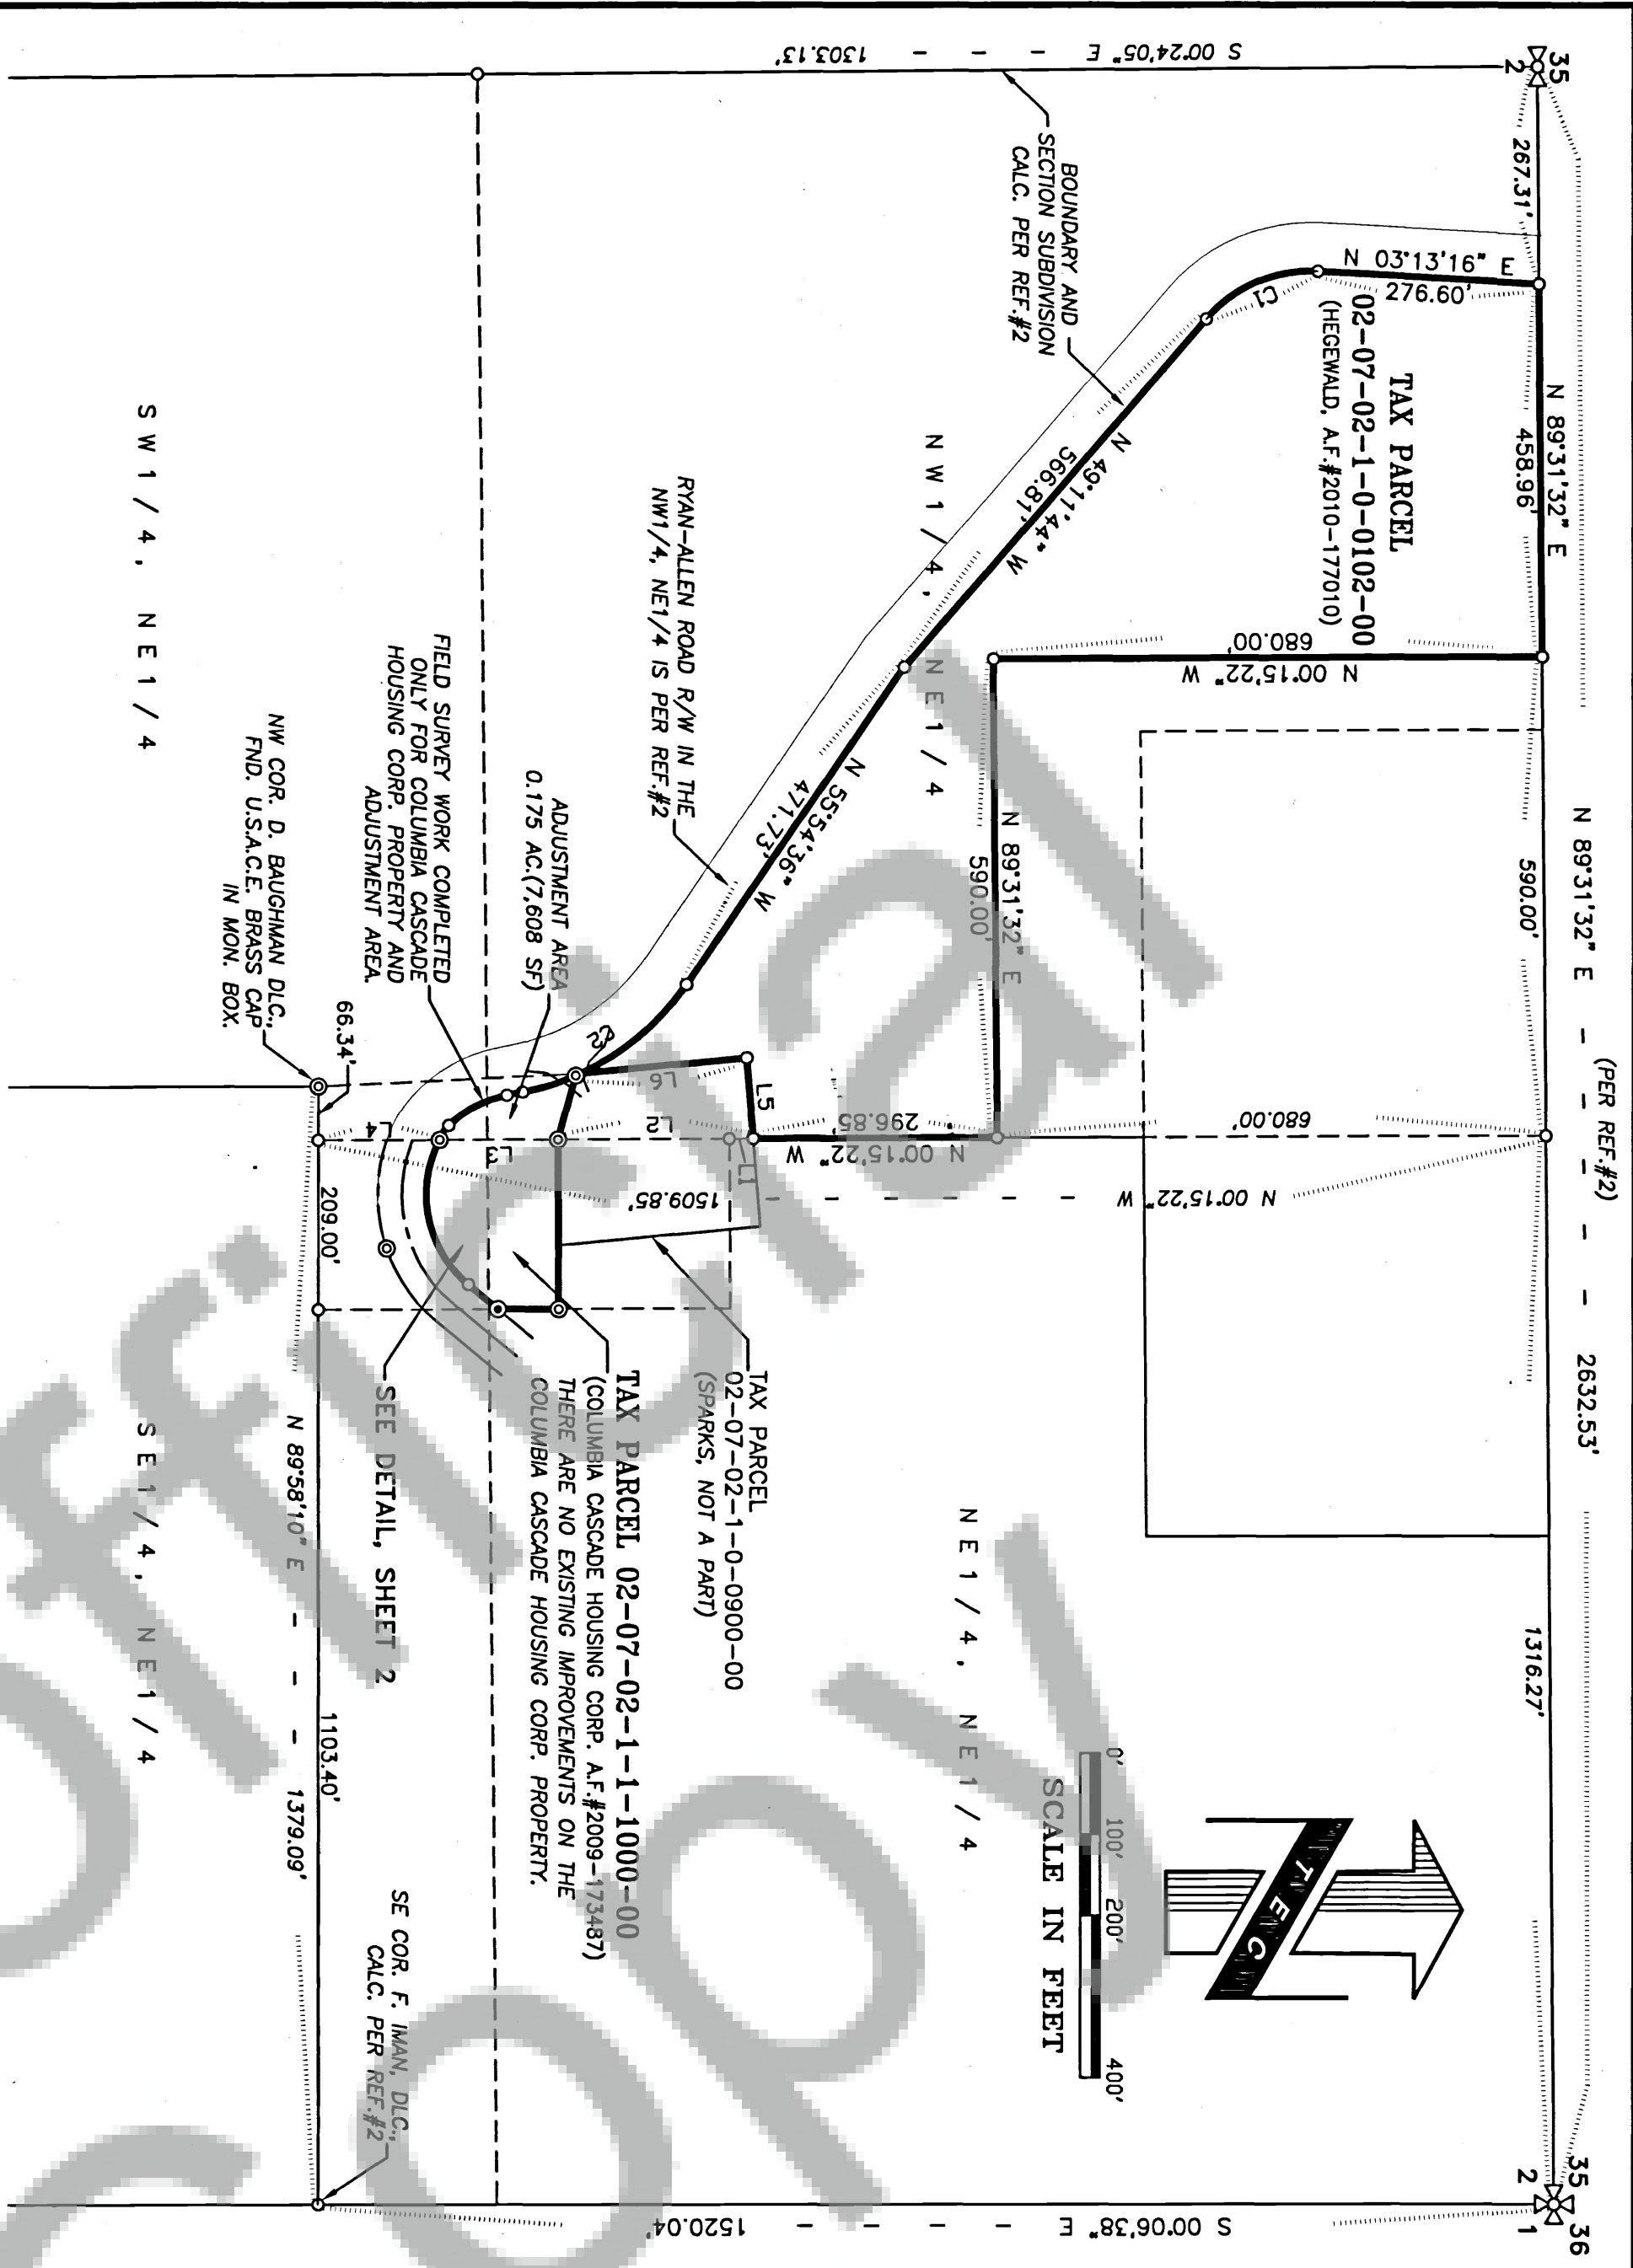 35
2
35
36
2
1
N 89°31'32" E - (PER REF.#2) - - - - 2632.53'
267.31'
N 89°31'32" E
458.96'
590.00'
1316.27'
S 00°24'05" E - - - 1303.13'
N 03°13'16" E
276.60'
C1
TAX PARCEL
02-07-02-1-0-0102-00
(HEGEWALD, A.F.#2010-177010)
680.00'
N 00°15'22" W
680.00'
BOUNDARY AND
SECTION SUBDIVISION
CALC. PER REF.#2
N 49°11'44" W
566.81'
NW1/4, NE1/4
N 89°31'32" E
590.00'
N 00°15'22" W - - - - 1509.85'
N 00°15'22" W
296.85'
N 55°54'36" W
471.73'
RYAN-ALLEN ROAD R/W IN THE
NW1/4, NE1/4 IS PER REF.#2
C2
L5
L6
L1
L2
L3
L4
ADJUSTMENT AREA
0.175 AC.(7,608 SF)
FIELD SURVEY WORK COMPLETED
ONLY FOR COLUMBIA CASCADE
HOUSING CORP. PROPERTY AND
ADJUSTMENT AREA.
NW COR. D. BAUGHMAN DLC.,
FND. U.S.A.C.E. BRASS CAP
IN MON. BOX.
66.34'
209.00'
1103.40'
N 89°58'10" E - - - 1379.09'
TAX PARCEL
02-07-02-1-0-0900-00
(SPARKS, NOT A PART)
TAX PARCEL 02-07-02-1-1-1000-00
(COLUMBIA CASCADE HOUSING CORP. A.F.#2009-173487)
THERE ARE NO EXISTING IMPROVEMENTS ON THE
COLUMBIA CASCADE HOUSING CORP. PROPERTY.
SEE DETAIL, SHEET 2
NE1/4, NE1/4
SW1/4, NE1/4
SE1/4, NE1/4
SE COR. F. IMAN, DLC.,
CALC. PER REF.#2
S 00°06'38" E - - - - 1520.04'
TEC
0' 100' 200' 400'
SCALE IN FEET
Unofficial
Copy